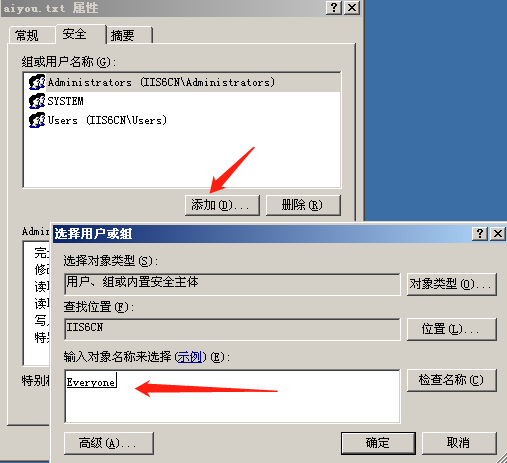 aiyou.txt 属性
常规 安全 摘要
组或用户名称(G):
Administrators (IIS6CN\Administrators)
SYSTEM
Users (IIS6CN\Users)
添加(D)... 删除(R)
Admi
选择用户或组
选择对象类型(S):
用户、组或内置安全主体 对象类型(O)...
查找位置(F):
IIS6CN 位置(L)...
输入对象名称来选择(示例)(E):
Everyone 检查名称(C)
高级(A)... 确定 取消
完
修
读
读
写
特
特别